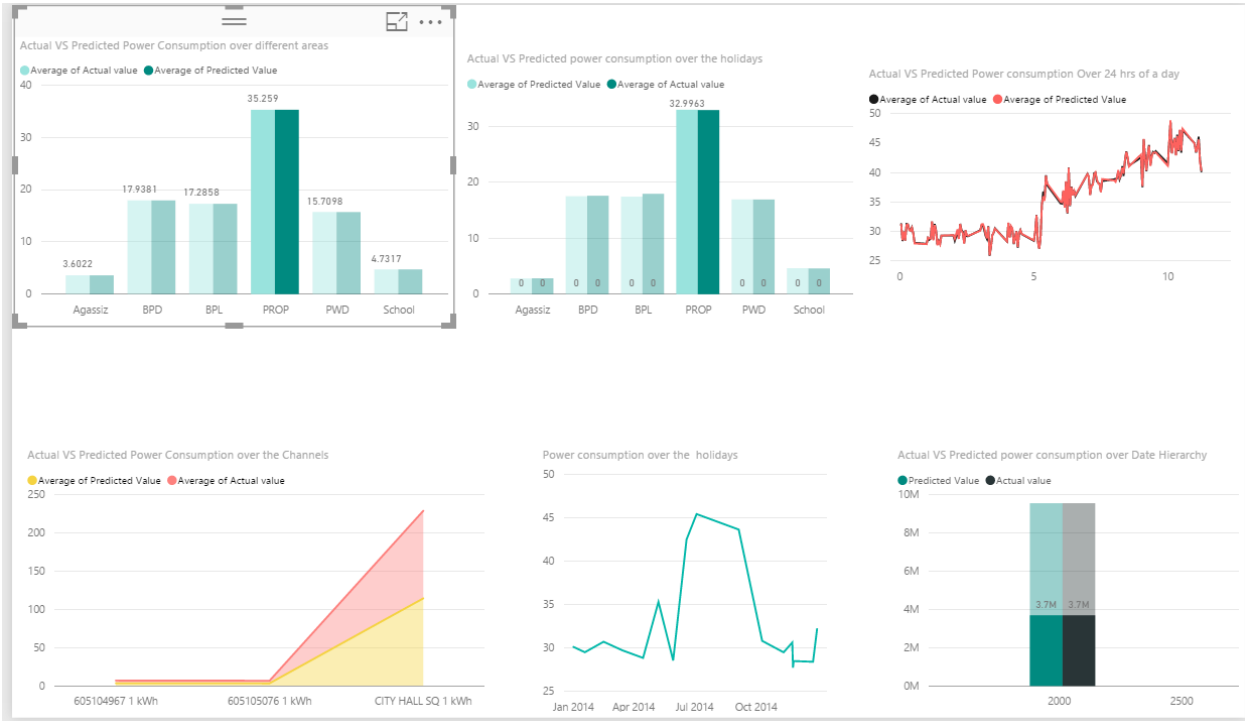 Actual VS Predicted Power Consumption over different areas
Average of Actual value Average of Predicted Value
40
30
20
10
0
3.6022
17.9381
17.2858
35.259
15.7098
4.7317
Agassiz BPD BPL PROP PWD School
Actual VS Predicted power consumption over the holidays
Average of Predicted Value Average of Actual value
30
20
10
0
32.9963
0 0 0 0 0 0 0 0 0 0
Agassiz BPD BPL PROP PWD School
Actual VS Predicted Power consumption Over 24 hrs of a day
Average of Actual value Average of Predicted Value
50
45
40
35
30
25
0 5 10
Actual VS Predicted Power Consumption over the Channels
Average of Predicted Value Average of Actual value
250
200
150
100
50
0
605104967 1 kWh 605105076 1 kWh CITY HALL SQ 1 kWh
Power consumption over the holidays
50
45
40
35
30
25
Jan 2014 Apr 2014 Jul 2014 Oct 2014
Actual VS Predicted power consumption over Date Hierarchy
Predicted Value Actual value
10M
8M
6M
4M
2M
0M
3.7M 3.7M
2000 2500